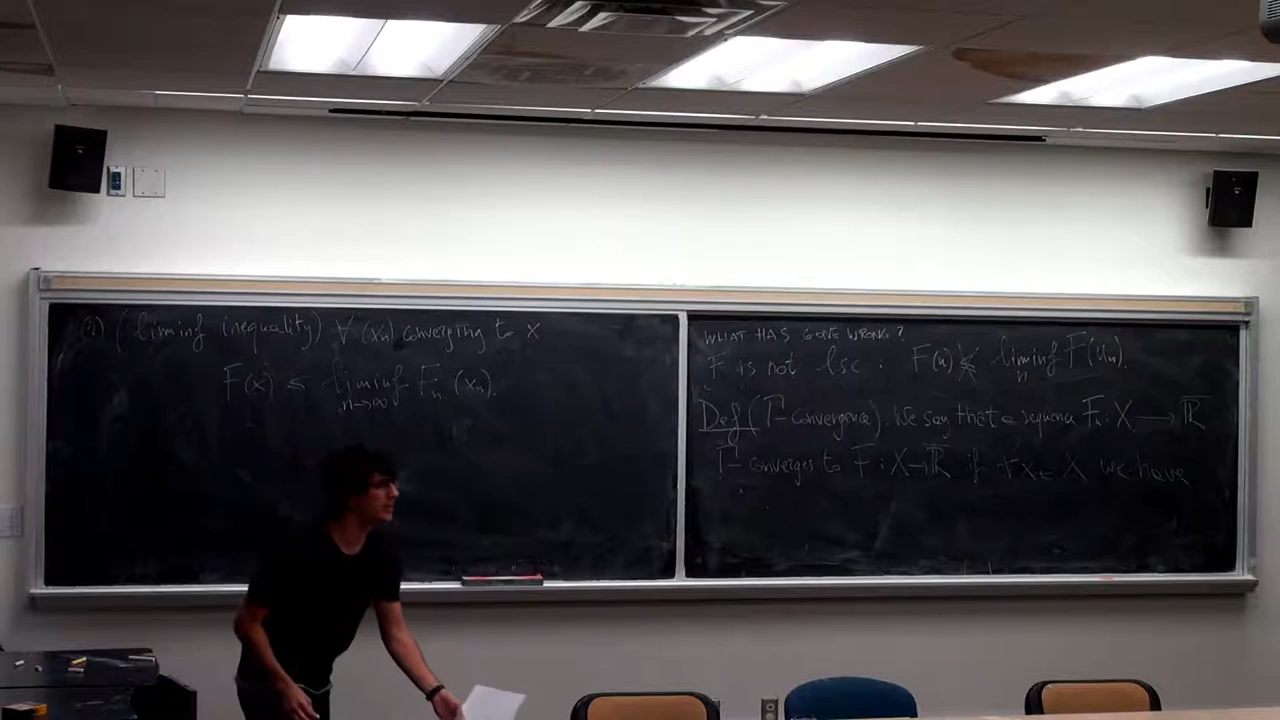 (i) (liminf inequality) ∀ (xₙ) converging to x
F(x) ≤ liminf Fₙ (xₙ).
n→∞
WHAT HAS GONE WRONG?
F is not lsc : F(u) ≰ liminf F(uₙ).
n
Def (Γ-convergence). We say that a sequence Fₙ : X → R̅
Γ-converges to F : X → R̅ if ∀x ∈ X we have